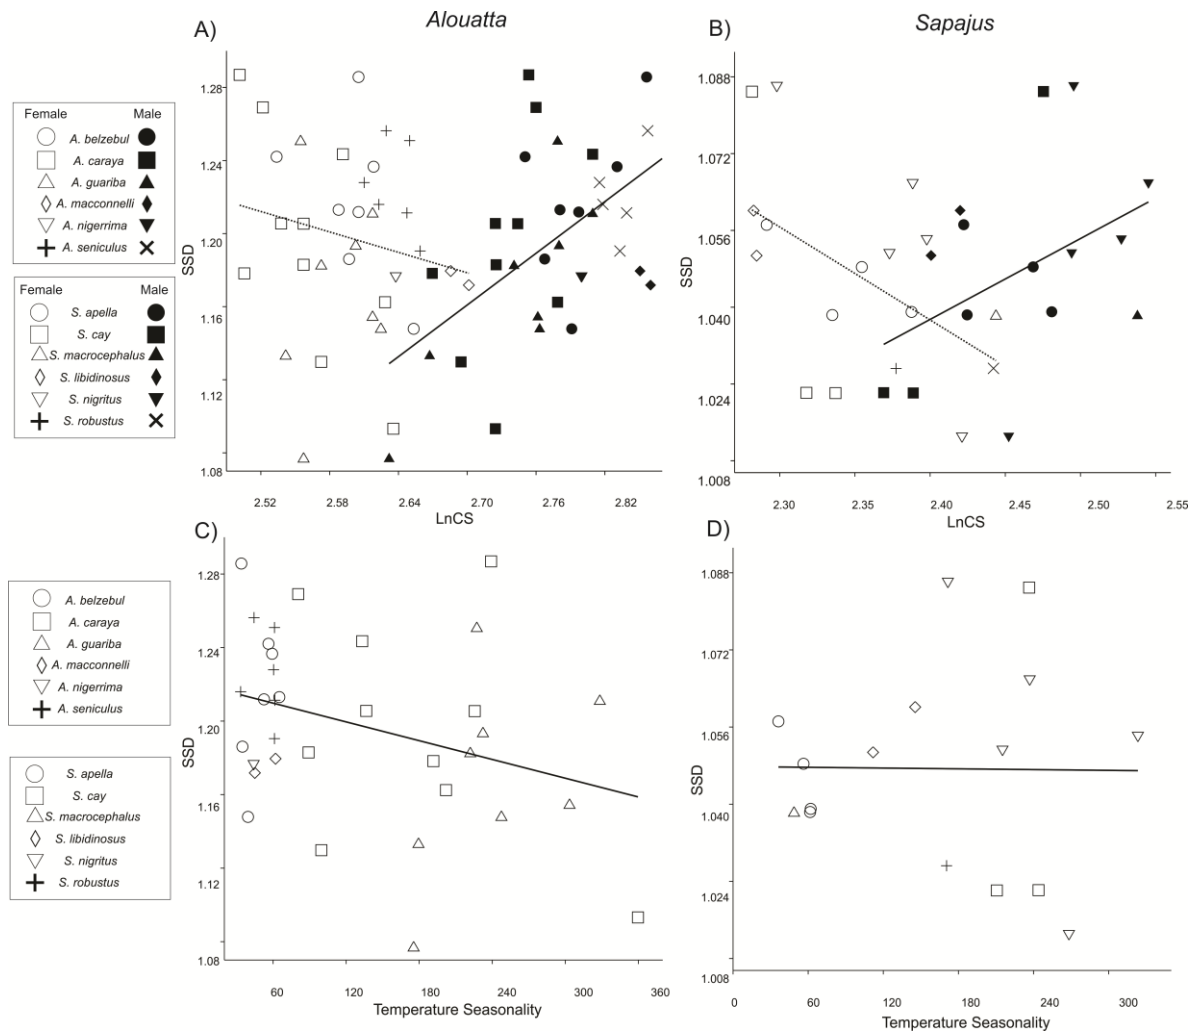 Alouatta
Sapajus
A)
B)
1.28
1.24
1.20
1.16
1.12
1.08
SSD
2.52 2.58 2.64 2.70 2.76 2.82
LnCS
1.088
1.072
1.056
1.040
1.024
1.008
SSD
2.30 2.35 2.40 2.45 2.50 2.55
LnCS
Female Male
A. belzebul
A. caraya
A. guariba
A. macconnelli
A. nigerrima
A. seniculus
Female Male
S. apella
S. cay
S. macrocephalus
S. libidinosus
S. nigritus
S. robustus
C)
D)
1.28
1.24
1.20
1.16
1.12
1.08
SSD
60 120 180 240 300 360
Temperature Seasonality
1.088
1.072
1.056
1.040
1.024
1.008
SSD
0 60 120 180 240 300
Temperature Seasonality
A. belzebul
A. caraya
A. guariba
A. macconnelli
A. nigerrima
A. seniculus
S. apella
S. cay
S. macrocephalus
S. libidinosus
S. nigritus
S. robustus